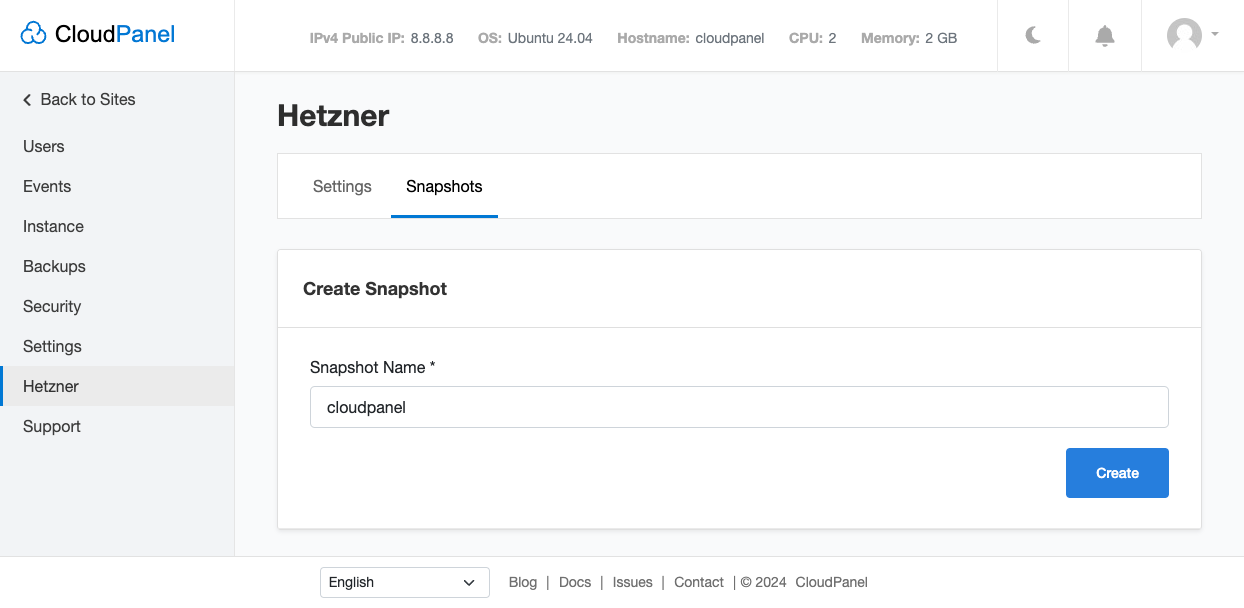 CloudPanel
IPv4 Public IP: 8.8.8.8 OS: Ubuntu 24.04 Hostname: cloudpanel CPU: 2 Memory: 2 GB
Back to Sites
Users
Events
Instance
Backups
Security
Settings
Hetzner
Support
Hetzner
Settings Snapshots
Create Snapshot
Snapshot Name *
cloudpanel
Create
English Blog | Docs | Issues | Contact | © 2024 CloudPanel